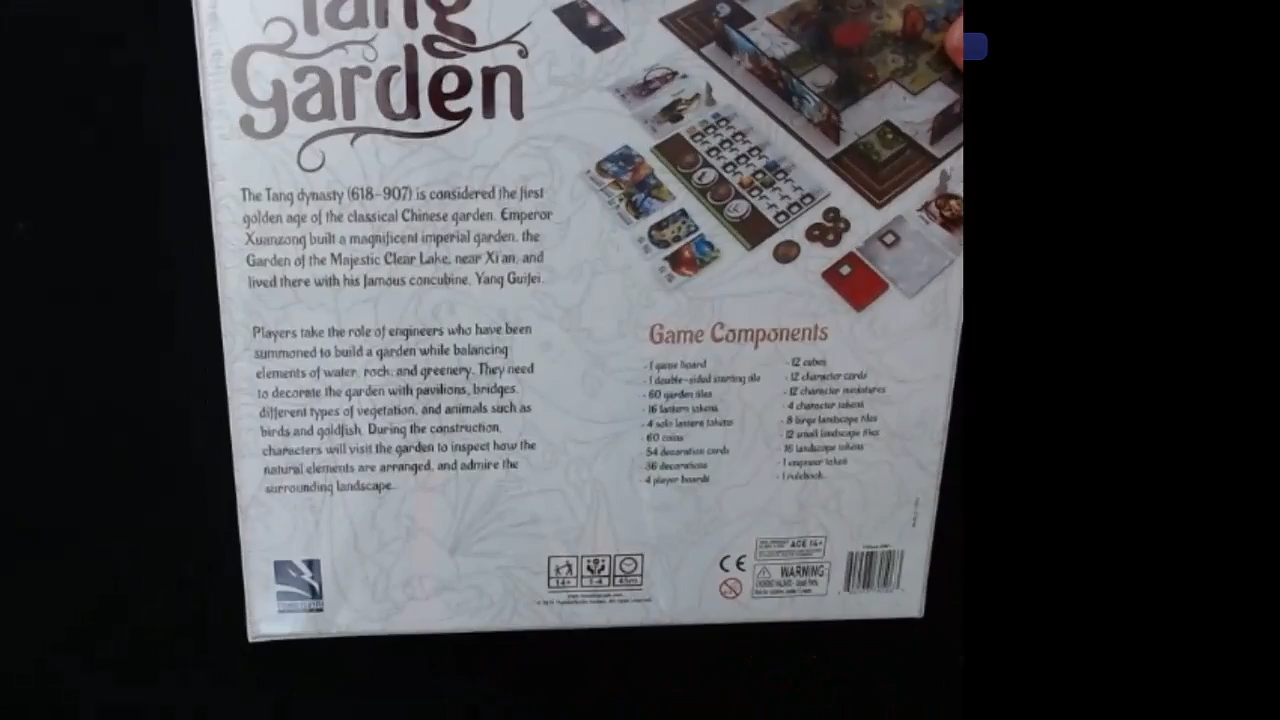 Tang
Garden
The Tang dynasty (618-907) is considered the first
golden age of the classical Chinese garden. Emperor
Xuanzong built a magnificent imperial garden, the
Garden of the Majestic Clear Lake, near Xi'an, and
lived there with his famous concubine, Yang Guifei.
Players take the role of engineers who have been
summoned to build a garden while balancing
elements of water, rock, and greenery. They need
to decorate the garden with pavilions, bridges,
different types of vegetation, and animals such as
birds and goldfish. During the construction,
characters will visit the garden to inspect how the
natural elements are arranged, and admire the
surrounding landscape.
Game Components
- 1 game board
- 1 double-sided starting tile
- 60 garden tiles
- 16 lantern tokens
- 4 solo lantern tokens
- 60 coins
- 54 decoration cards
- 36 decorations
- 4 player boards
- 12 cubes
- 12 character cards
- 12 character miniatures
- 4 character tokens
- 8 large landscape tiles
- 12 small landscape tiles
- 16 landscape tokens
- 1 engineer token
- 1 rulebook
14+
1-4
45m
CE
AGE 14+
WARNING